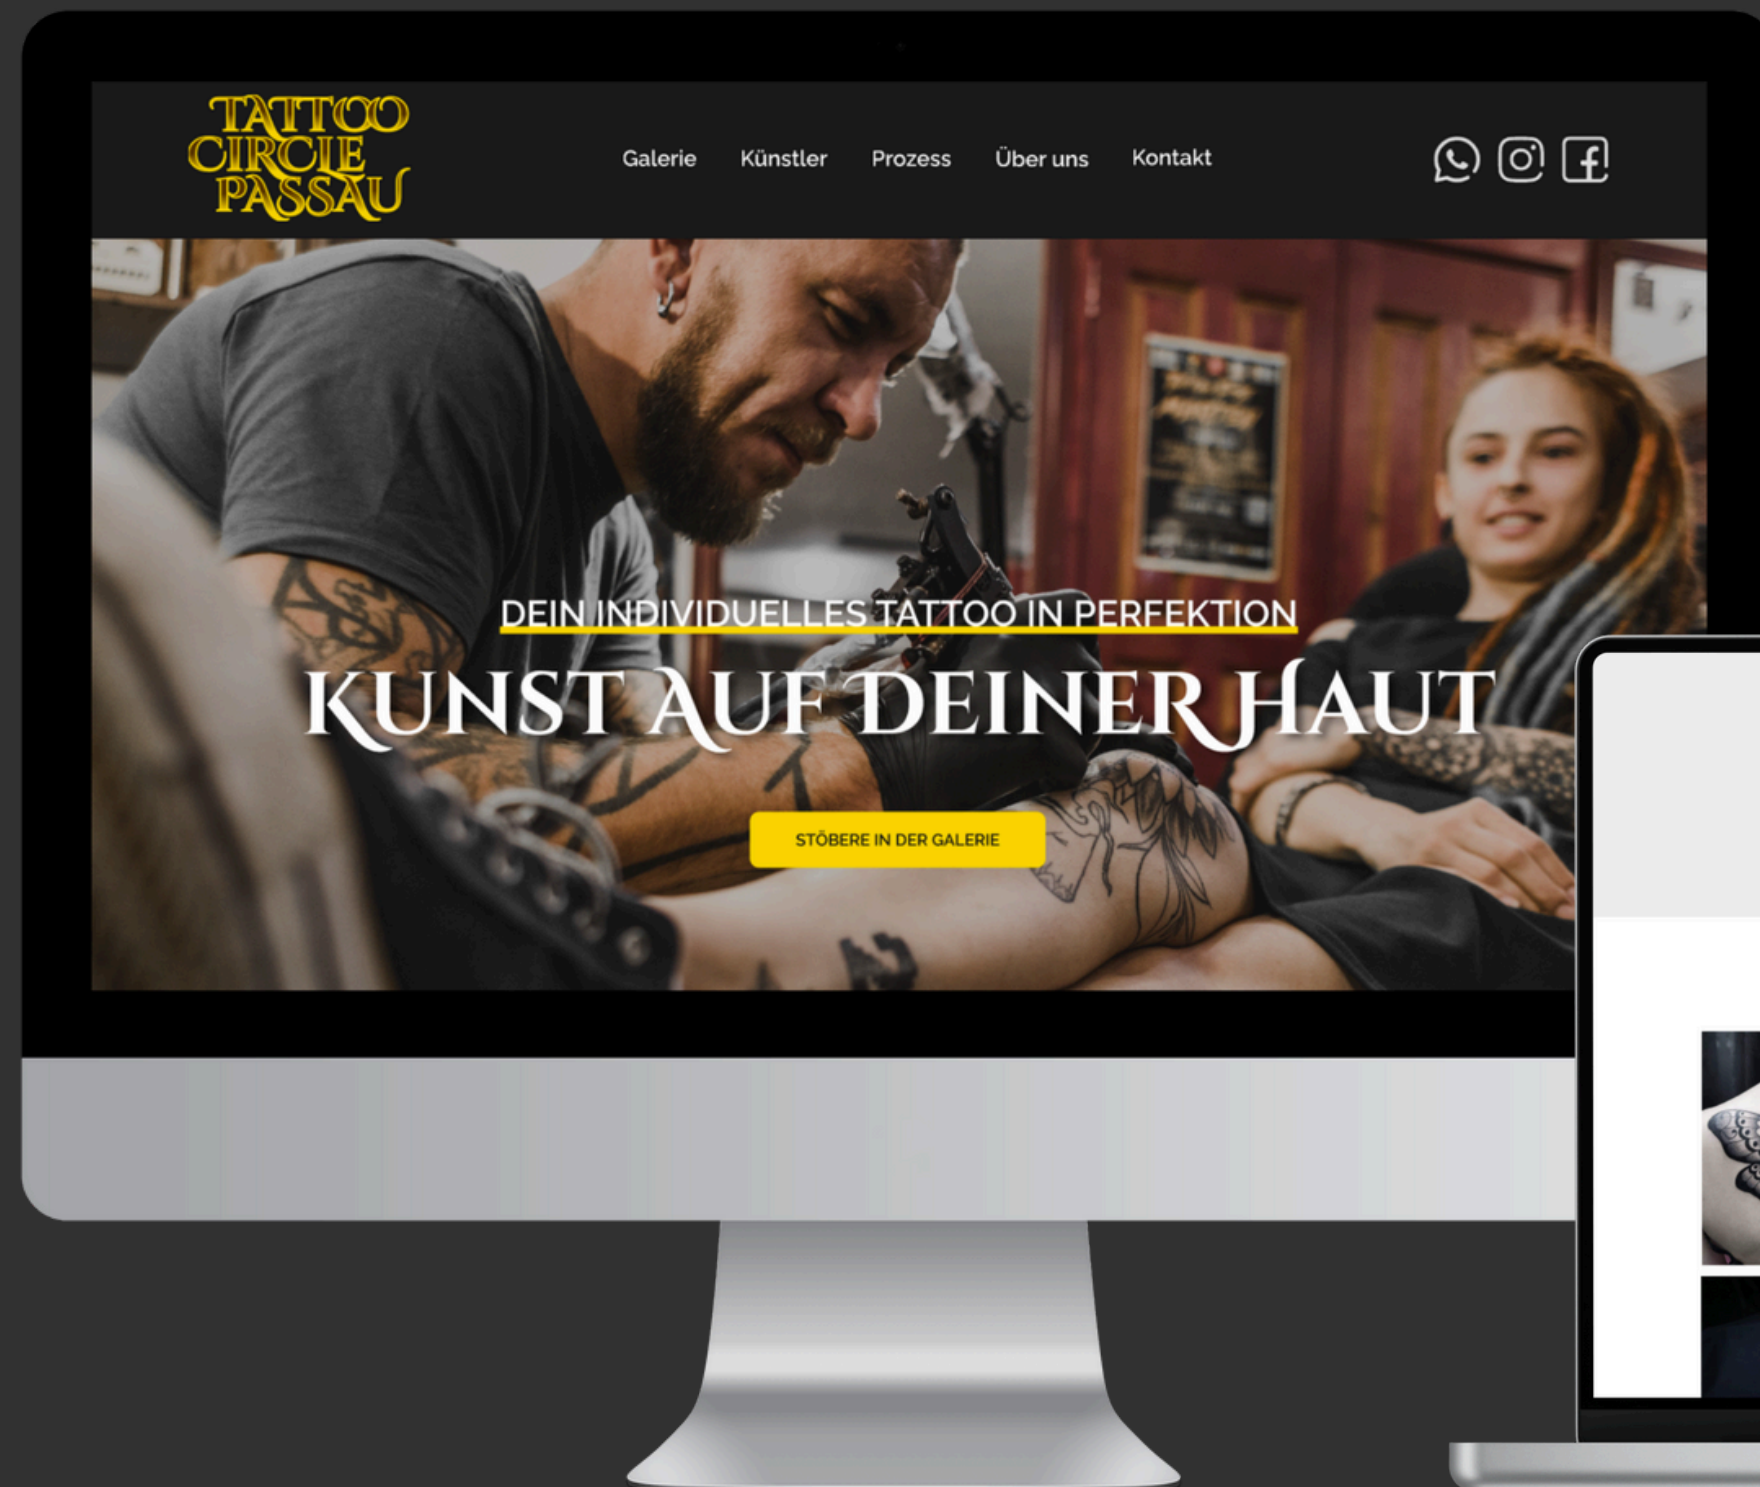 TATTOO
CIRCLE
PASSAU
Galerie Künstler Prozess Über uns Kontakt
DEIN INDIVIDUELLES TATTOO IN PERFEKTION
KUNST AUF DEINER HAUT
STÖBERE IN DER GALERIE